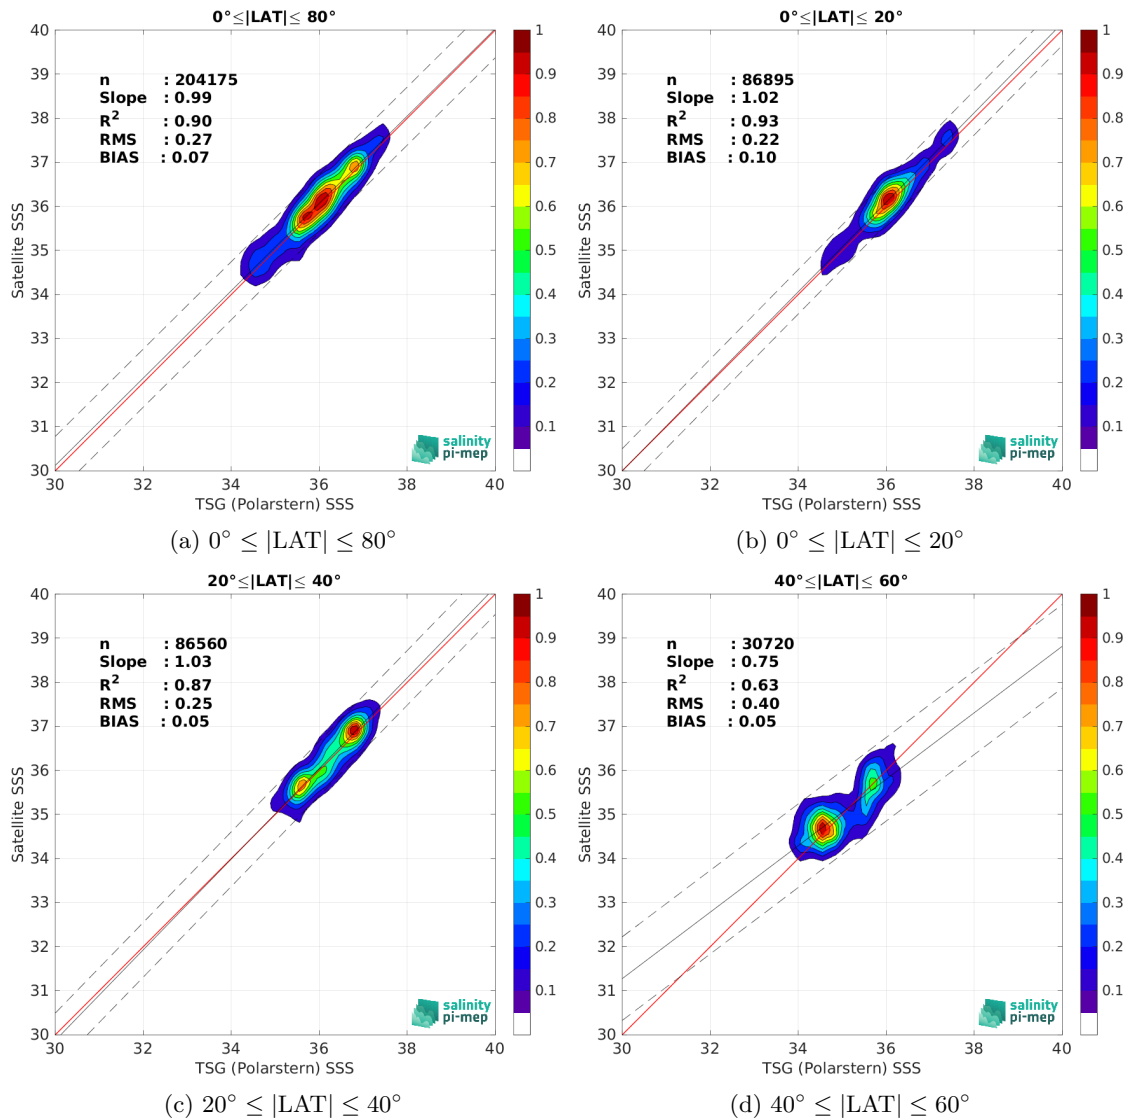 0°≤|LAT|≤ 80°
40
39
38
37
36
35
34
33
32
31
30
Satellite SSS
n : 204175
Slope : 0.99
R² : 0.90
RMS : 0.27
BIAS : 0.07
salinity
pi-mep
30 32 34 36 38 40
TSG (Polarstern) SSS
1
0.9
0.8
0.7
0.6
0.5
0.4
0.3
0.2
0.1
(a) 0° ≤ |LAT| ≤ 80°
0°≤|LAT|≤ 20°
40
39
38
37
36
35
34
33
32
31
30
Satellite SSS
n : 86895
Slope : 1.02
R² : 0.93
RMS : 0.22
BIAS : 0.10
salinity
pi-mep
30 32 34 36 38 40
TSG (Polarstern) SSS
1
0.9
0.8
0.7
0.6
0.5
0.4
0.3
0.2
0.1
(b) 0° ≤ |LAT| ≤ 20°
20°≤|LAT|≤ 40°
40
39
38
37
36
35
34
33
32
31
30
Satellite SSS
n : 86560
Slope : 1.03
R² : 0.87
RMS : 0.25
BIAS : 0.05
salinity
pi-mep
30 32 34 36 38 40
TSG (Polarstern) SSS
1
0.9
0.8
0.7
0.6
0.5
0.4
0.3
0.2
0.1
(c) 20° ≤ |LAT| ≤ 40°
40°≤|LAT|≤ 60°
40
39
38
37
36
35
34
33
32
31
30
Satellite SSS
n : 30720
Slope : 0.75
R² : 0.63
RMS : 0.40
BIAS : 0.05
salinity
pi-mep
30 32 34 36 38 40
TSG (Polarstern) SSS
1
0.9
0.8
0.7
0.6
0.5
0.4
0.3
0.2
0.1
(d) 40° ≤ |LAT| ≤ 60°